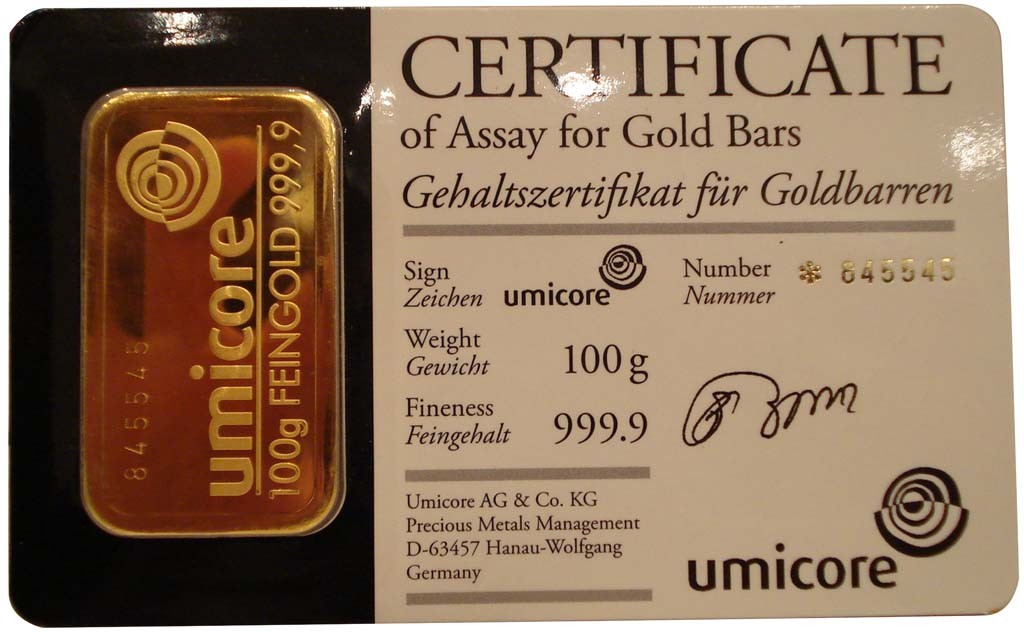 umicore
100g FEINGOLD 999,9
845545
CERTIFICATE
of Assay for Gold Bars
Gehaltszertifikat für Goldbarren
Sign
Zeichen
umicore
Number
Nummer
* 845545
Weight
Gewicht
100 g
Fineness
Feingehalt
999.9
Umicore AG & Co. KG
Precious Metals Management
D-63457 Hanau-Wolfgang
Germany
umicore